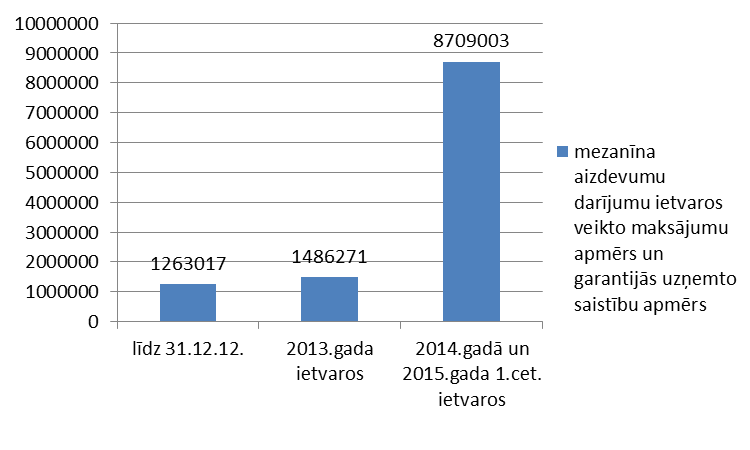 10000000
9000000
8000000
7000000
6000000
5000000
4000000
3000000
2000000
1000000
0
1263017
1486271
8709003
līdz 31.12.12.
2013.gada
ietvaros
2014.gadā un
2015.gada 1.cet.
ietvaros
mezanīna
aizdevumu
darījumu ietvaros
veikto maksājumu
apmērs un
garantijās uzņemto
saistību apmērs